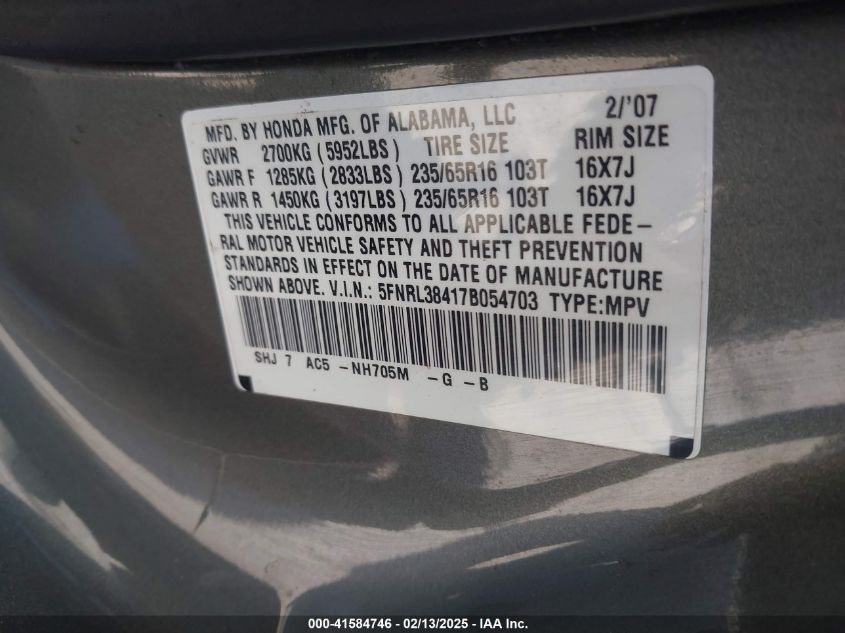 MFD. BY HONDA MFG. OF ALABAMA, LLC 2/'07
GVWR 2700KG (5952LBS) TIRE SIZE RIM SIZE
GAWR F 1285KG (2833LBS) 235/65R16 103T 16X7J
GAWR R 1450KG (3197LBS) 235/65R16 103T 16X7J
THIS VEHICLE CONFORMS TO ALL APPLICABLE FEDE-
RAL MOTOR VEHICLE SAFETY AND THEFT PREVENTION
STANDARDS IN EFFECT ON THE DATE OF MANUFACTURE
SHOWN ABOVE. V.I.N.: 5FNRL38417B054703 TYPE:MPV
SHJ 7 AC5 -NH705M -G -B
000-41584746 - 02/13/2025 - Copyright © 2025 IAA, Inc.